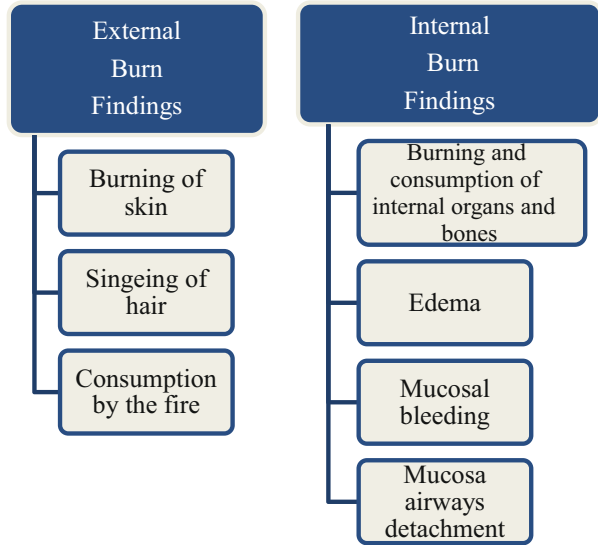 External
Burn
Findings
Burning of
skin
Singeing of
hair
Consumption
by the fire
Internal
Burn
Findings
Burning and
consumption of
internal organs and
bones
Edema
Mucosal
bleeding
Mucosa
airways
detachment